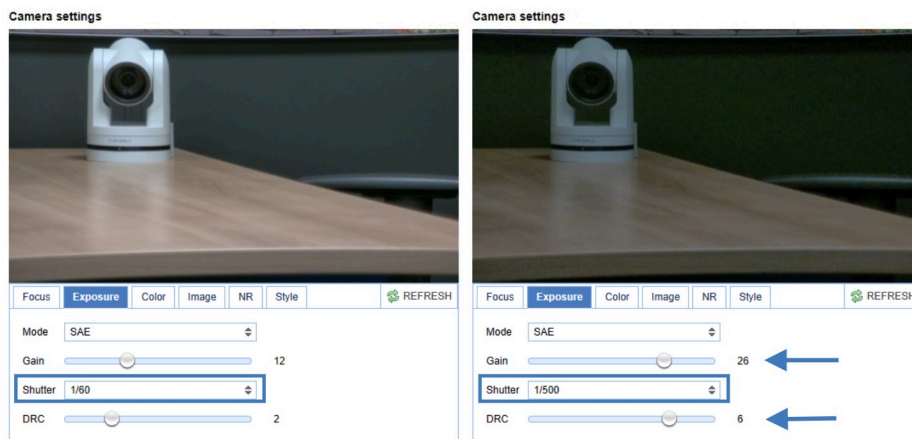 Camera settings
Focus Exposure Color Image NR Style REFRESH
Mode SAE
Gain 12
Shutter 1/60
DRC 2
Camera settings
Focus Exposure Color Image NR Style REFRESH
Mode SAE
Gain 26
Shutter 1/500
DRC 6